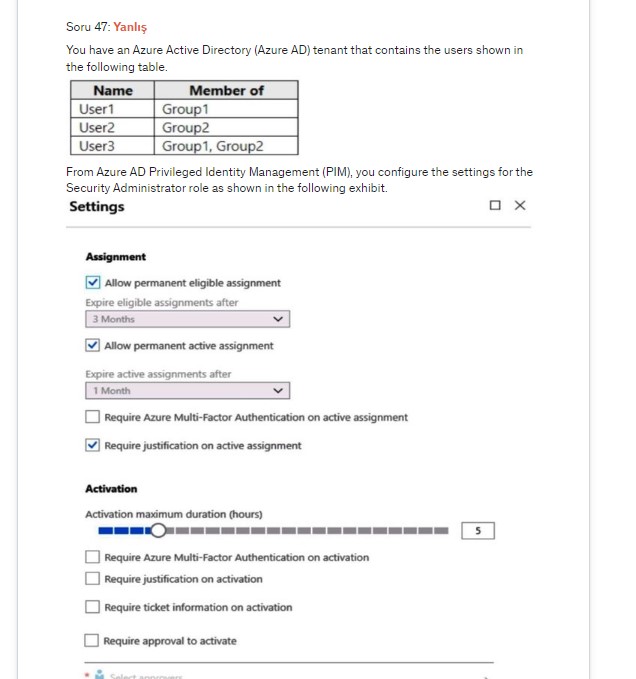 Soru 47: Yanlış
You have an Azure Active Directory (Azure AD) tenant that contains the users shown in
the following table.
Name Member of
User1 Group1
User2 Group2
User3 Group1, Group2
From Azure AD Privileged Identity Management (PIM), you configure the settings for the
Security Administrator role as shown in the following exhibit.
Settings
Assignment
Allow permanent eligible assignment
Expire eligible assignments after
3 Months
Allow permanent active assignment
Expire active assignments after
1 Month
Require Azure Multi-Factor Authentication on active assignment
Require justification on active assignment
Activation
Activation maximum duration (hours)
5
Require Azure Multi-Factor Authentication on activation
Require justification on activation
Require ticket information on activation
Require approval to activate
Select approvers